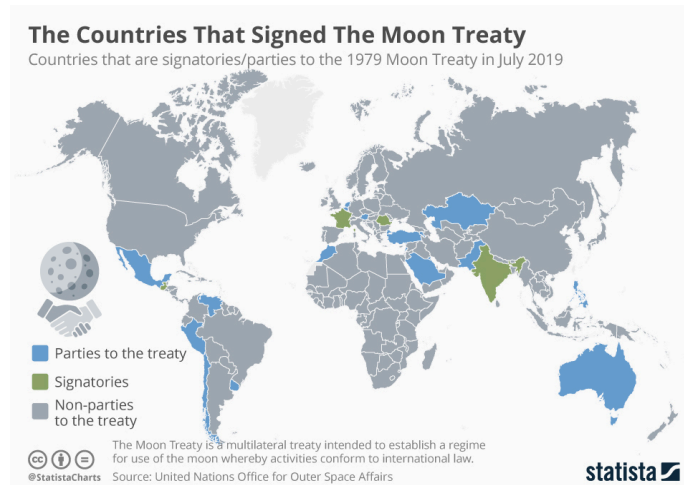 The Countries That Signed The Moon Treaty
Countries that are signatories/parties to the 1979 Moon Treaty in July 2019
Parties to the treaty
Signatories
Non-parties
to the treaty
The Moon Treaty is a multilateral treaty intended to establish a regime
for use of the moon whereby activities conform to international law.
@StatistaCharts Source: United Nations Office for Outer Space Affairs
statista